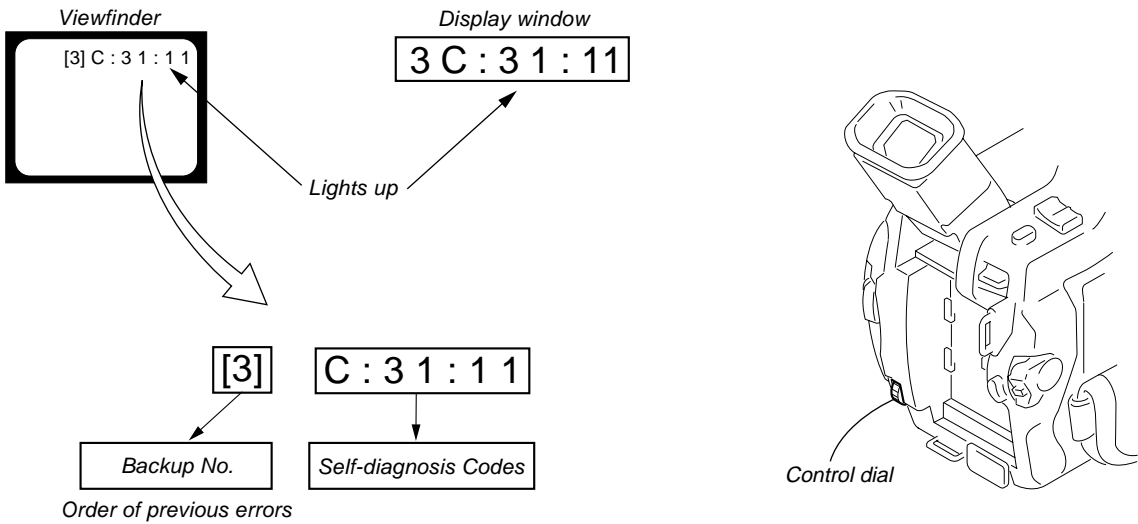 Viewfinder
[3] C : 3 1 : 1 1
Display window
3 C : 3 1 : 11
Lights up
[3]
C : 3 1 : 1 1
Backup No.
Self-diagnosis Codes
Order of previous errors
Control dial